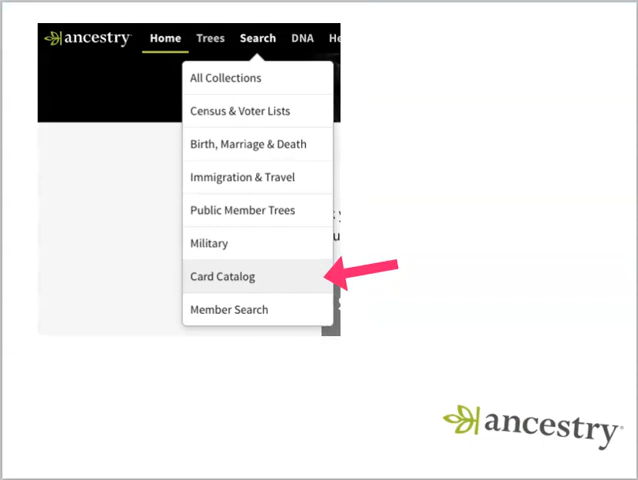 ancestry Home Trees Search DNA
All Collections
Census & Voter Lists
Birth, Marriage & Death
Immigration & Travel
Public Member Trees
Military
Card Catalog
Member Search
ancestry